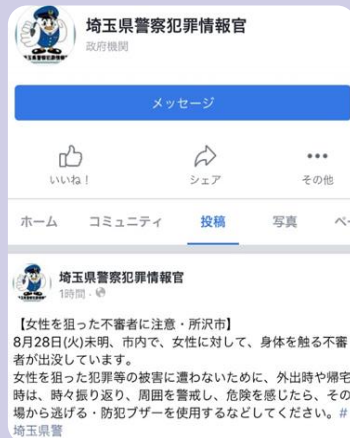 埼玉県警察犯罪情報官
政府機関
メッセージ
いいね！
シェア
その他
ホーム コミュニティ 投稿 写真 ペー
埼玉県警察犯罪情報官
1時間 ·
【女性を狙った不審者に注意・所沢市】
8月28日(火)未明、市内で、女性に対して、身体を触る不審
者が出没しています。
女性を狙った犯罪等の被害に遭わないために、外出時や帰宅
時は、時々振り返り、周囲を警戒し、危険を感じたら、その
場から逃げる・防犯ブザーを使用するなどしてください。#
埼玉県警